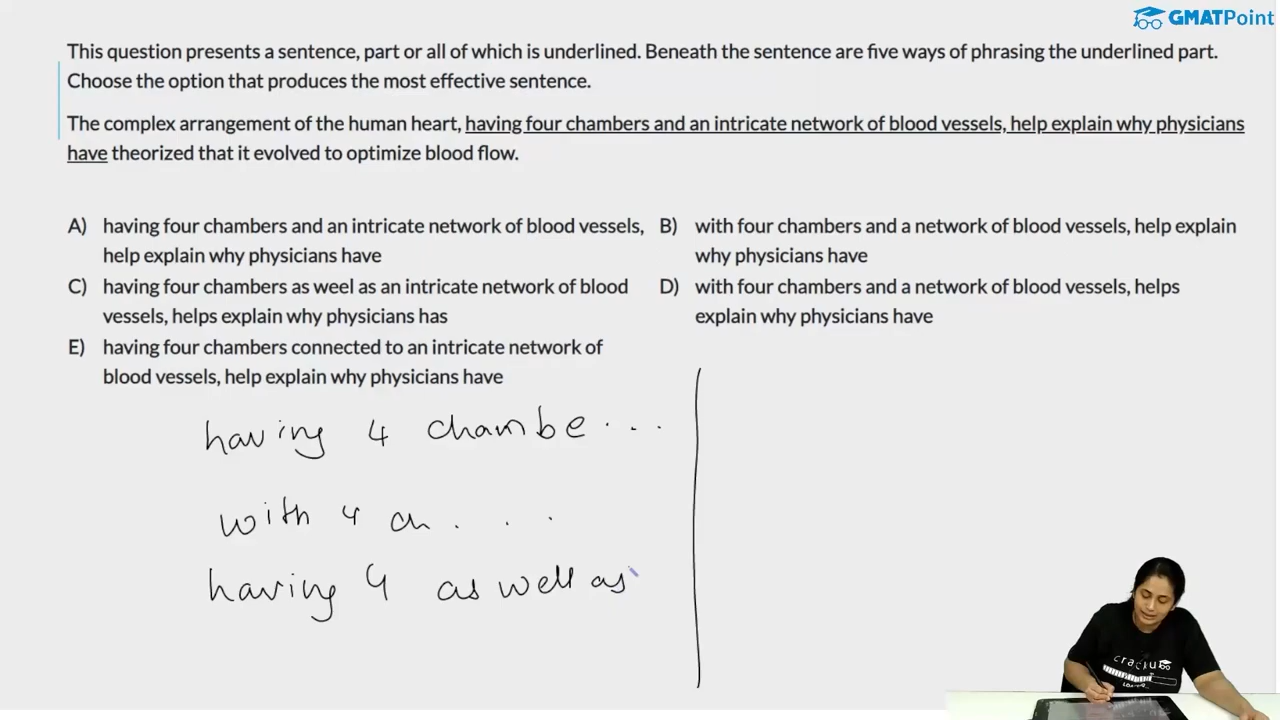 GMATPoint
This question presents a sentence, part or all of which is underlined. Beneath the sentence are five ways of phrasing the underlined part.
Choose the option that produces the most effective sentence.
The complex arrangement of the human heart, having four chambers and an intricate network of blood vessels, help explain why physicians
have theorized that it evolved to optimize blood flow.
A) having four chambers and an intricate network of blood vessels,
help explain why physicians have
B) with four chambers and a network of blood vessels, help explain
why physicians have
C) having four chambers as weel as an intricate network of blood
vessels, helps explain why physicians has
D) with four chambers and a network of blood vessels, helps
explain why physicians have
E) having four chambers connected to an intricate network of
blood vessels, help explain why physicians have
having 4 chambe...
with 4 ch...
having 4 as well as
cracku